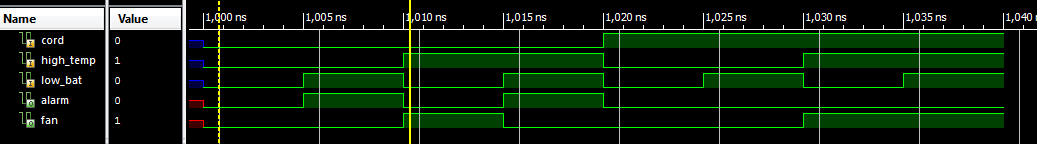 Name Value 1,000 ns 1,005 ns 1,010 ns 1,015 ns 1,020 ns 1,025 ns 1,030 ns 1,035 ns 1,040
cord 0
high_temp 1
low_bat 0
alarm 0
fan 1